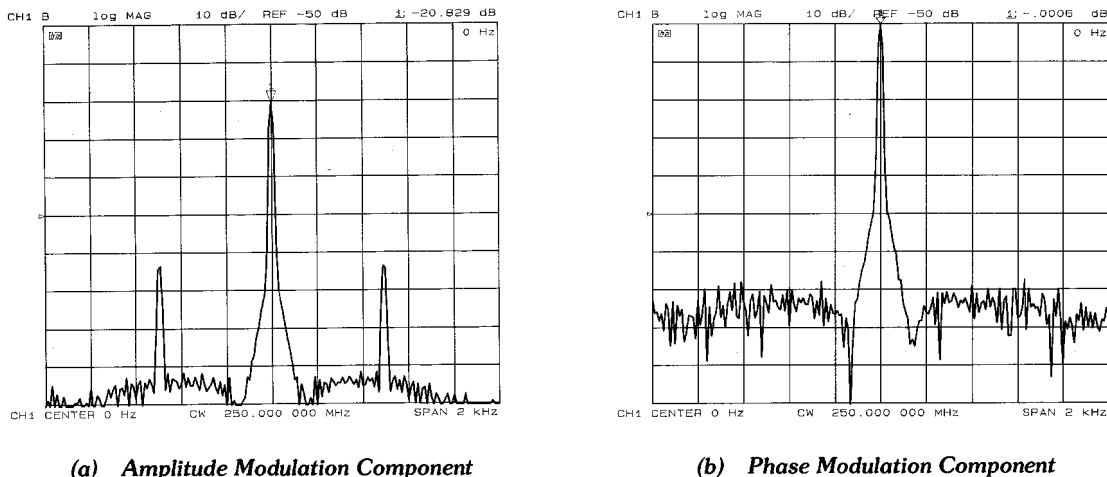 CH1 B log MAG 10 dB/ REF -50 dB 1: -20.829 dB
0 Hz
CH1 CENTER 0 Hz CW 250.000 000 MHz SPAN 2 kHz
(a) Amplitude Modulation Component
CH1 B log MAG 10 dB/ REF -50 dB 1: -.0006 dB
0 Hz
CH1 CENTER 0 Hz CW 250.000 000 MHz SPAN 2 kHz
(b) Phase Modulation Component